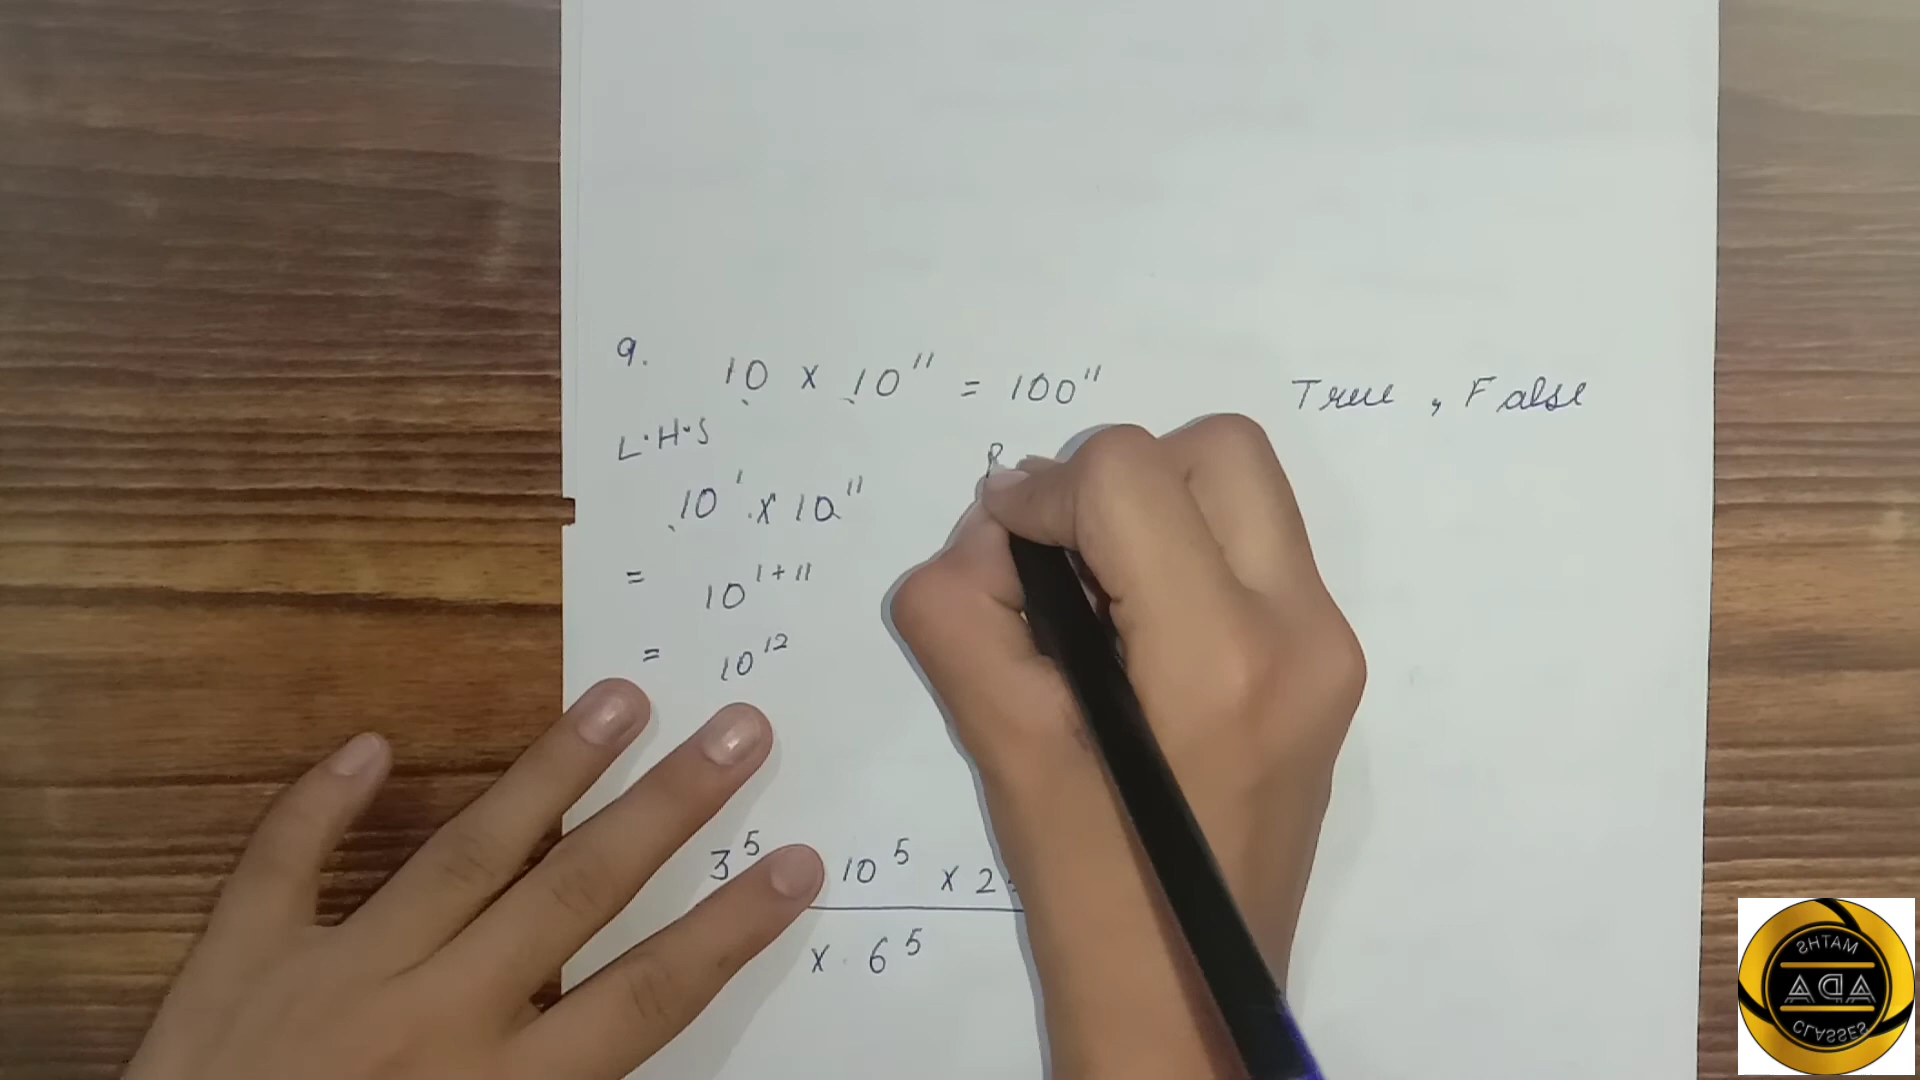 9. 10 x 10¹¹ = 100¹¹ True, False
L.H.S R
10¹ x 10¹¹
= 10¹⁺¹¹
= 10¹²
3⁵ 10⁵ x 2
x 6⁵
MATHS
ADA
CLASSES